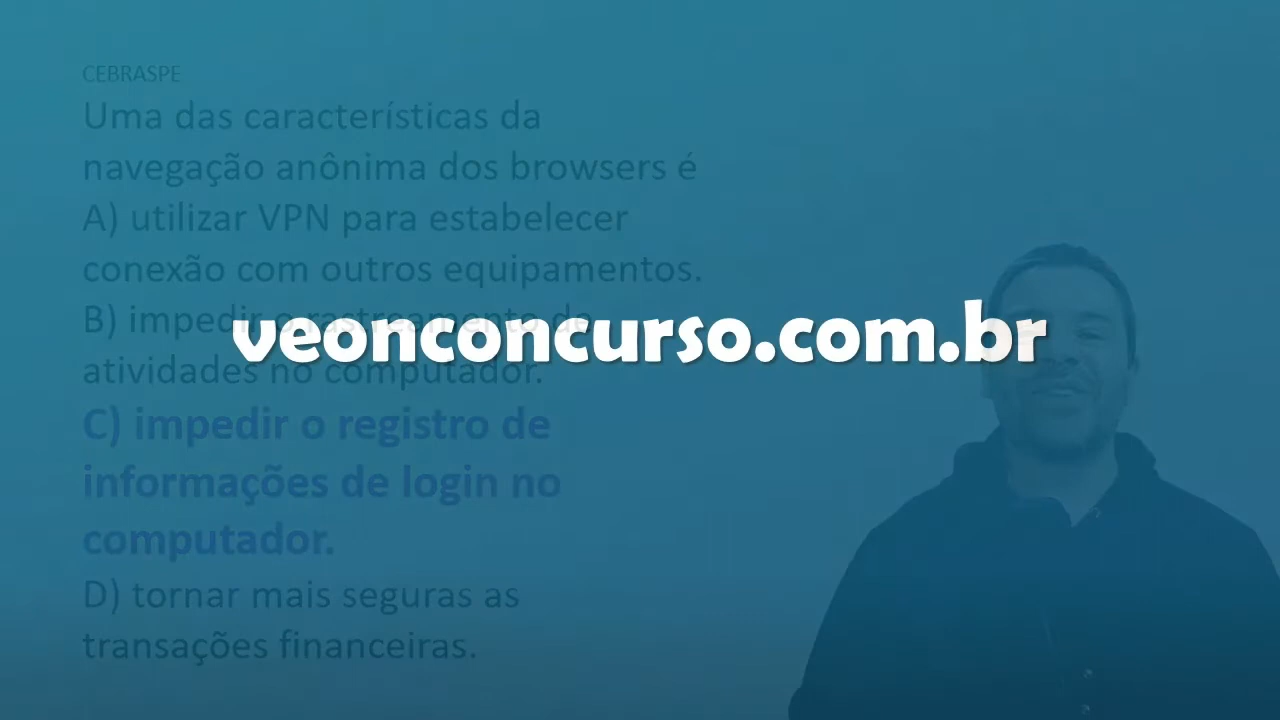 CEBRASPE
Uma das características da
navegação anônima dos browsers é
A) utilizar VPN para estabelecer
conexão com outros equipamentos.
B) impedir o rastreamento de
veonconcurso.com.br
atividades no computador.
C) impedir o registro de
informações de login no
computador.
D) tornar mais seguras as
transações financeiras.